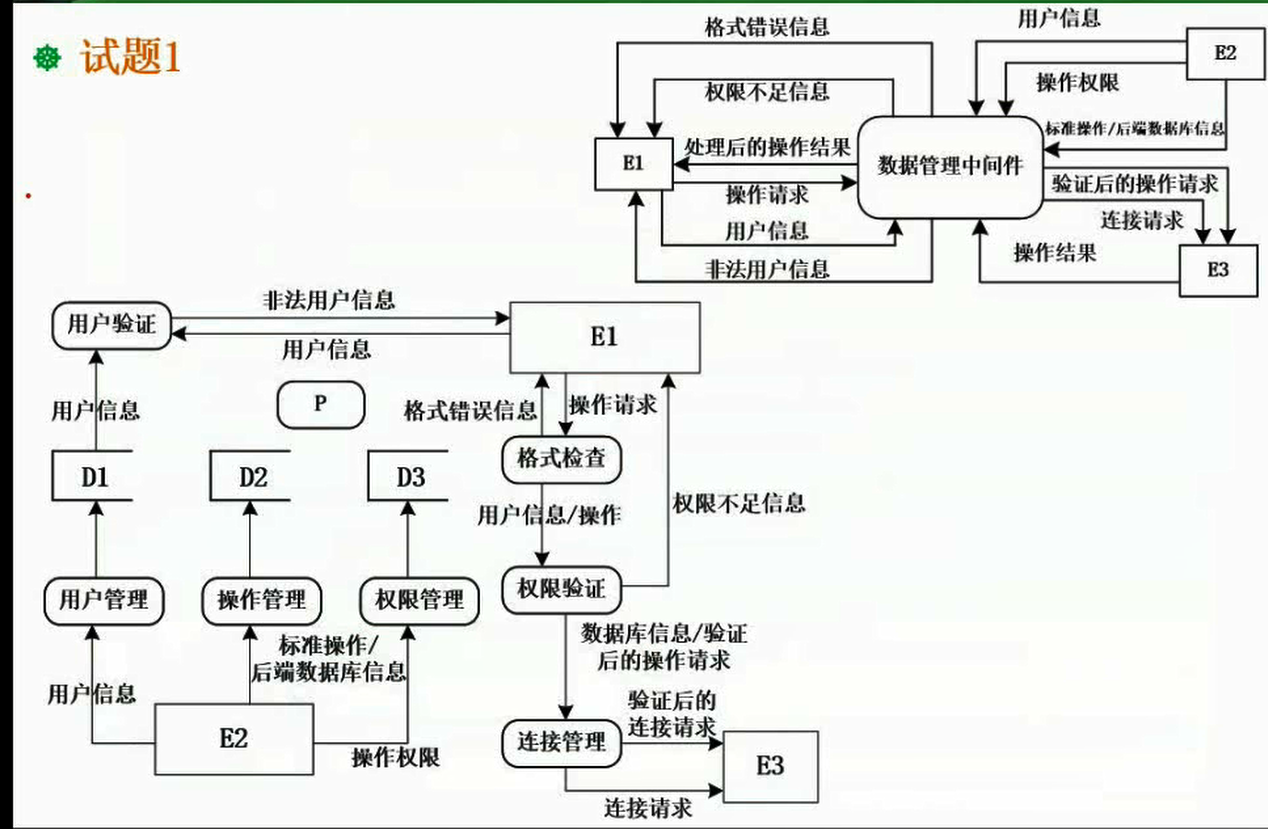 试题1
格式错误信息
用户信息
E2
权限不足信息
操作权限
标准操作/后端数据库信息
E1
处理后的操作结果
数据管理中间件
操作请求
验证后的操作请求
连接请求
用户信息
操作结果
非法用户信息
E3
用户验证
非法用户信息
用户信息
E1
用户信息
P
格式错误信息
操作请求
D1
D2
D3
格式检查
用户信息/操作
权限不足信息
用户管理
操作管理
权限管理
权限验证
标准操作/
后端数据库信息
数据库信息/验证
后的操作请求
用户信息
E2
操作权限
连接管理
验证后的
连接请求
E3
连接请求